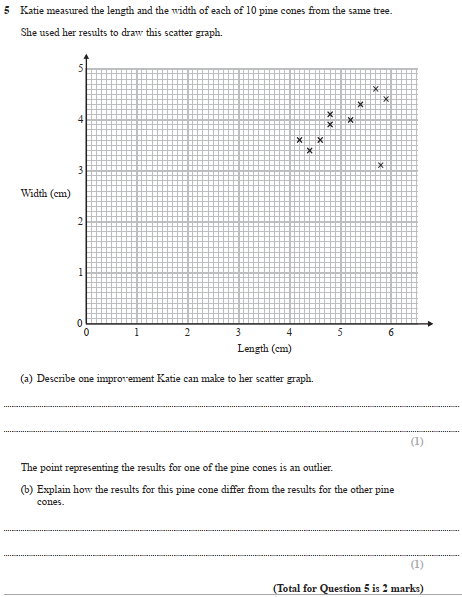 5 Katie measured the length and the width of each of 10 pine cones from the same tree.
She used her results to draw this scatter graph.
5
4
3
Width (cm)
2
1
0
0 1 2 3 4 5 6
Length (cm)
(a) Describe one improvement Katie can make to her scatter graph.
(1)
The point representing the results for one of the pine cones is an outlier.
(b) Explain how the results for this pine cone differ from the results for the other pine
cones.
(1)
(Total for Question 5 is 2 marks)